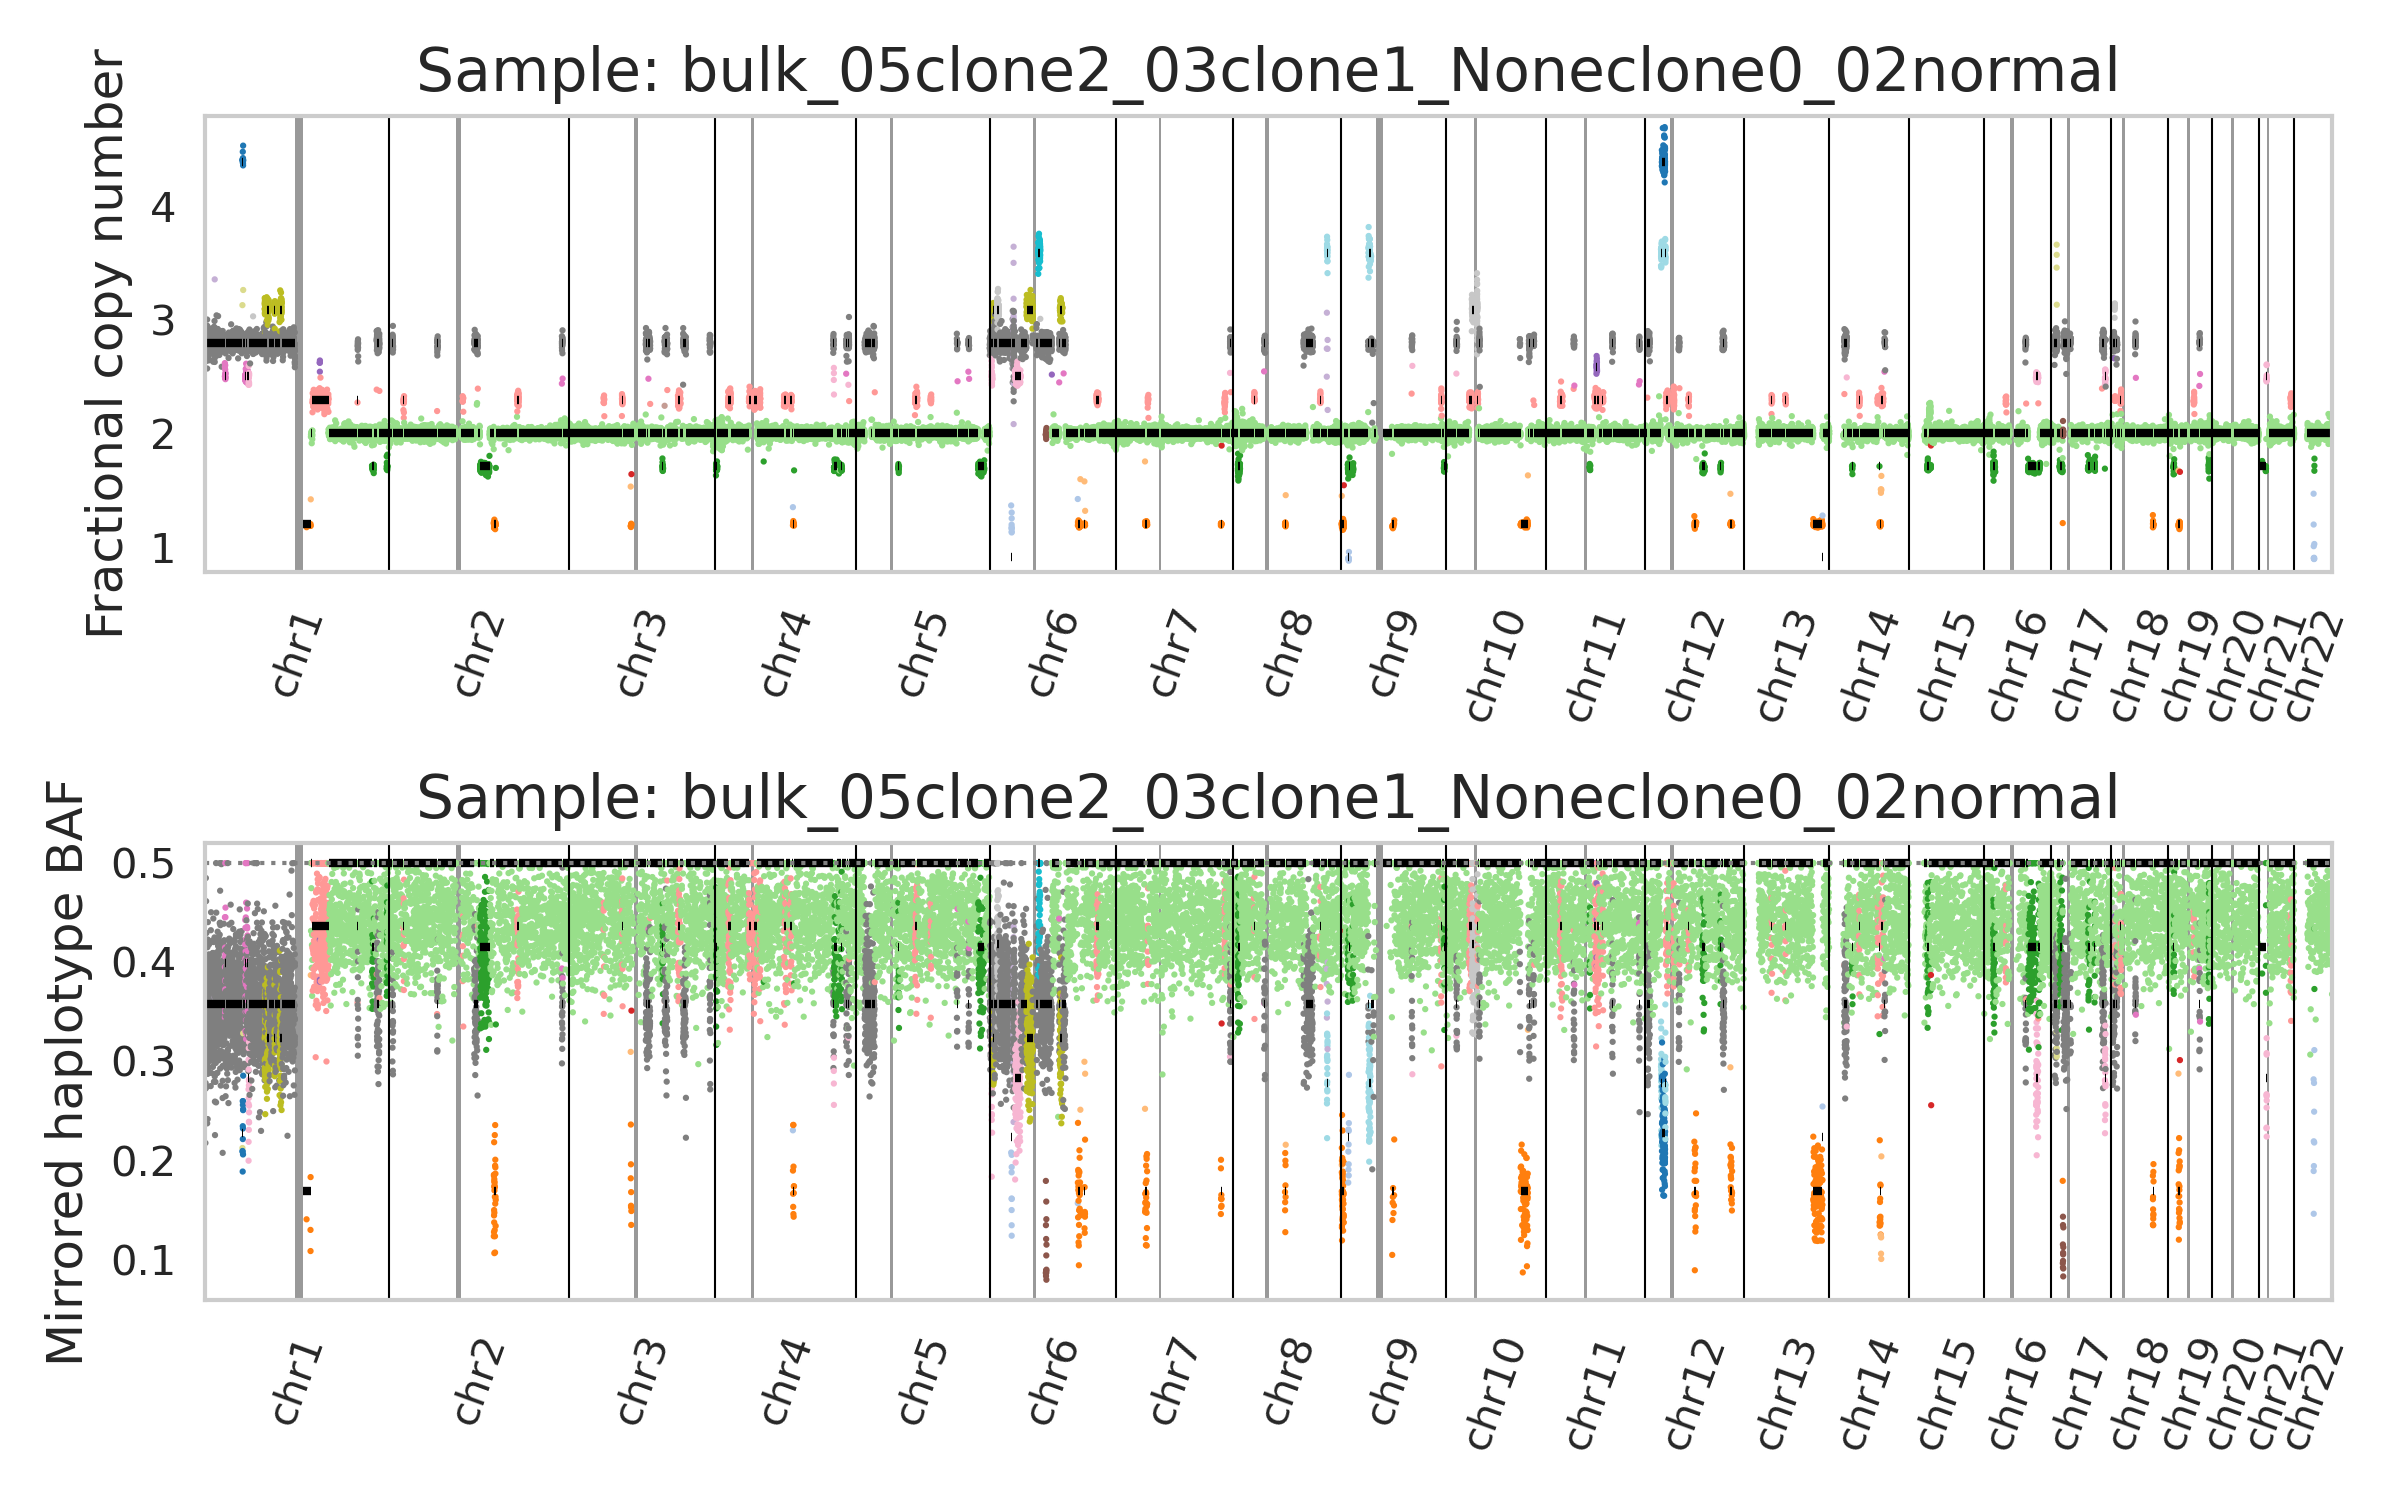 Sample: bulk_05clone2_03clone1_Noneclone0_02normal
Fractional copy number
4
3
2
1
chr1 chr2 chr3 chr4 chr5 chr6 chr7 chr8 chr9 chr10 chr11 chr12 chr13 chr14 chr15 chr16 chr17 chr18 chr19 chr20 chr21 chr22
Sample: bulk_05clone2_03clone1_Noneclone0_02normal
Mirrored haplotype BAF
0.5
0.4
0.3
0.2
0.1
chr1 chr2 chr3 chr4 chr5 chr6 chr7 chr8 chr9 chr10 chr11 chr12 chr13 chr14 chr15 chr16 chr17 chr18 chr19 chr20 chr21 chr22